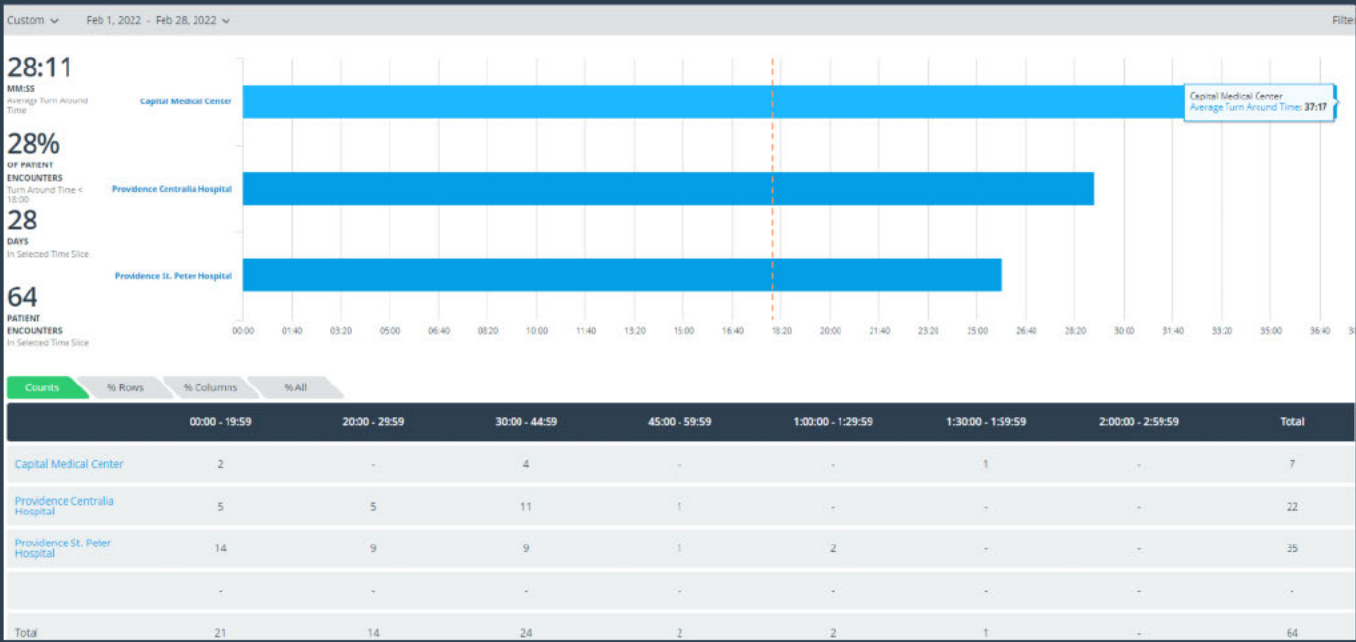 Custom Feb 1, 2022 - Feb 28, 2022 Filte
28:11
MM:SS
Average Turn Around
Time
28%
OF PATIENT
ENCOUNTERS
Turn Around Time <
18:00
28
DAYS
In Selected Time Slice
64
PATIENT
ENCOUNTERS
In Selected Time Slice
Capital Medical Center
Capital Medical Center
Average Turn Around Time: 37:17
Providence Centralia Hospital
Providence St. Peter Hospital
00:00 01:40 03:20 05:00 06:40 08:20 10:00 11:40 13:20 15:00 16:40 18:20 20:00 21:40 23:20 25:00 26:40 28:20 30:00 31:40 33:20 35:00 36:40
Counts % Rows % Columns % All
00:00 - 19:59 20:00 - 29:59 30:00 - 44:59 45:00 - 59:59 1:00:00 - 1:29:59 1:30:00 - 1:59:59 2:00:00 - 2:59:59 Total
Capital Medical Center 2 - 4 - - 1 - 7
Providence Centralia
Hospital 5 5 11 1 - - - 22
Providence St. Peter
Hospital 14 9 9 1 2 - - 35
- - - - - - - -
Total 21 14 24 2 2 1 - 64